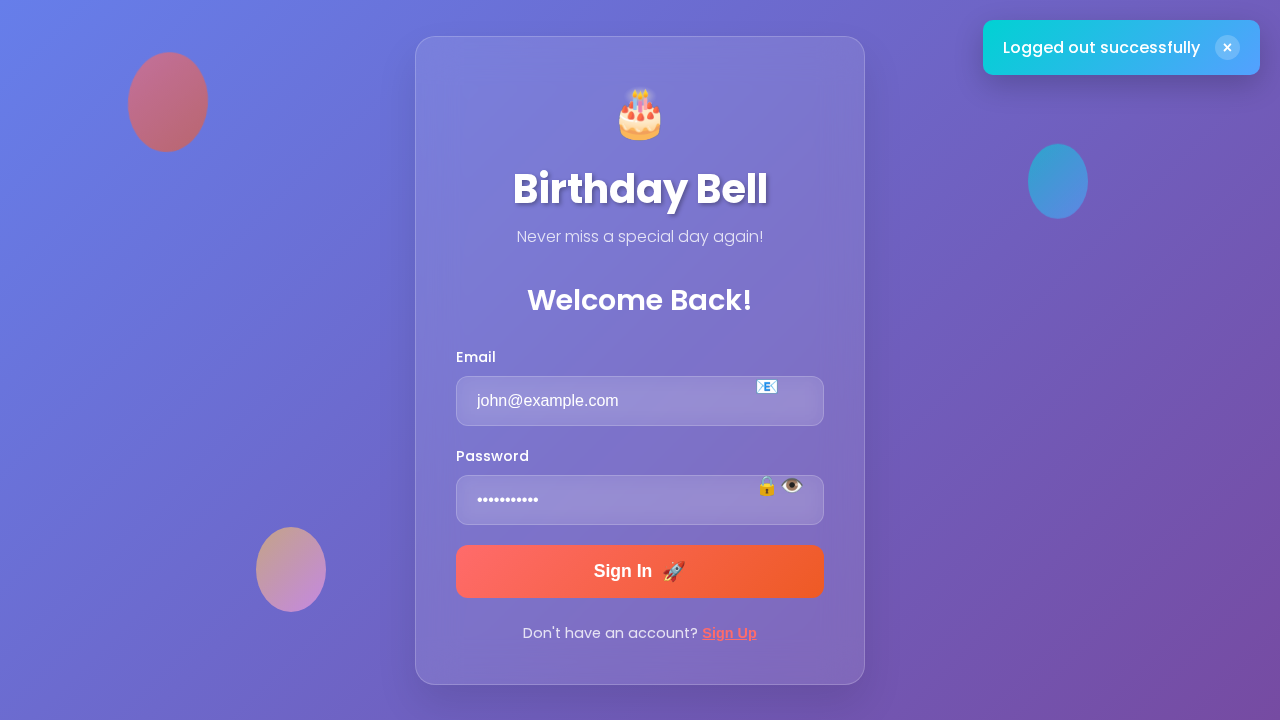 Logged out successfully ×
Birthday Bell
Never miss a special day again!
Welcome Back!
Email
john@example.com
Password
•••••••••••
Sign In 🚀
Don't have an account? Sign Up